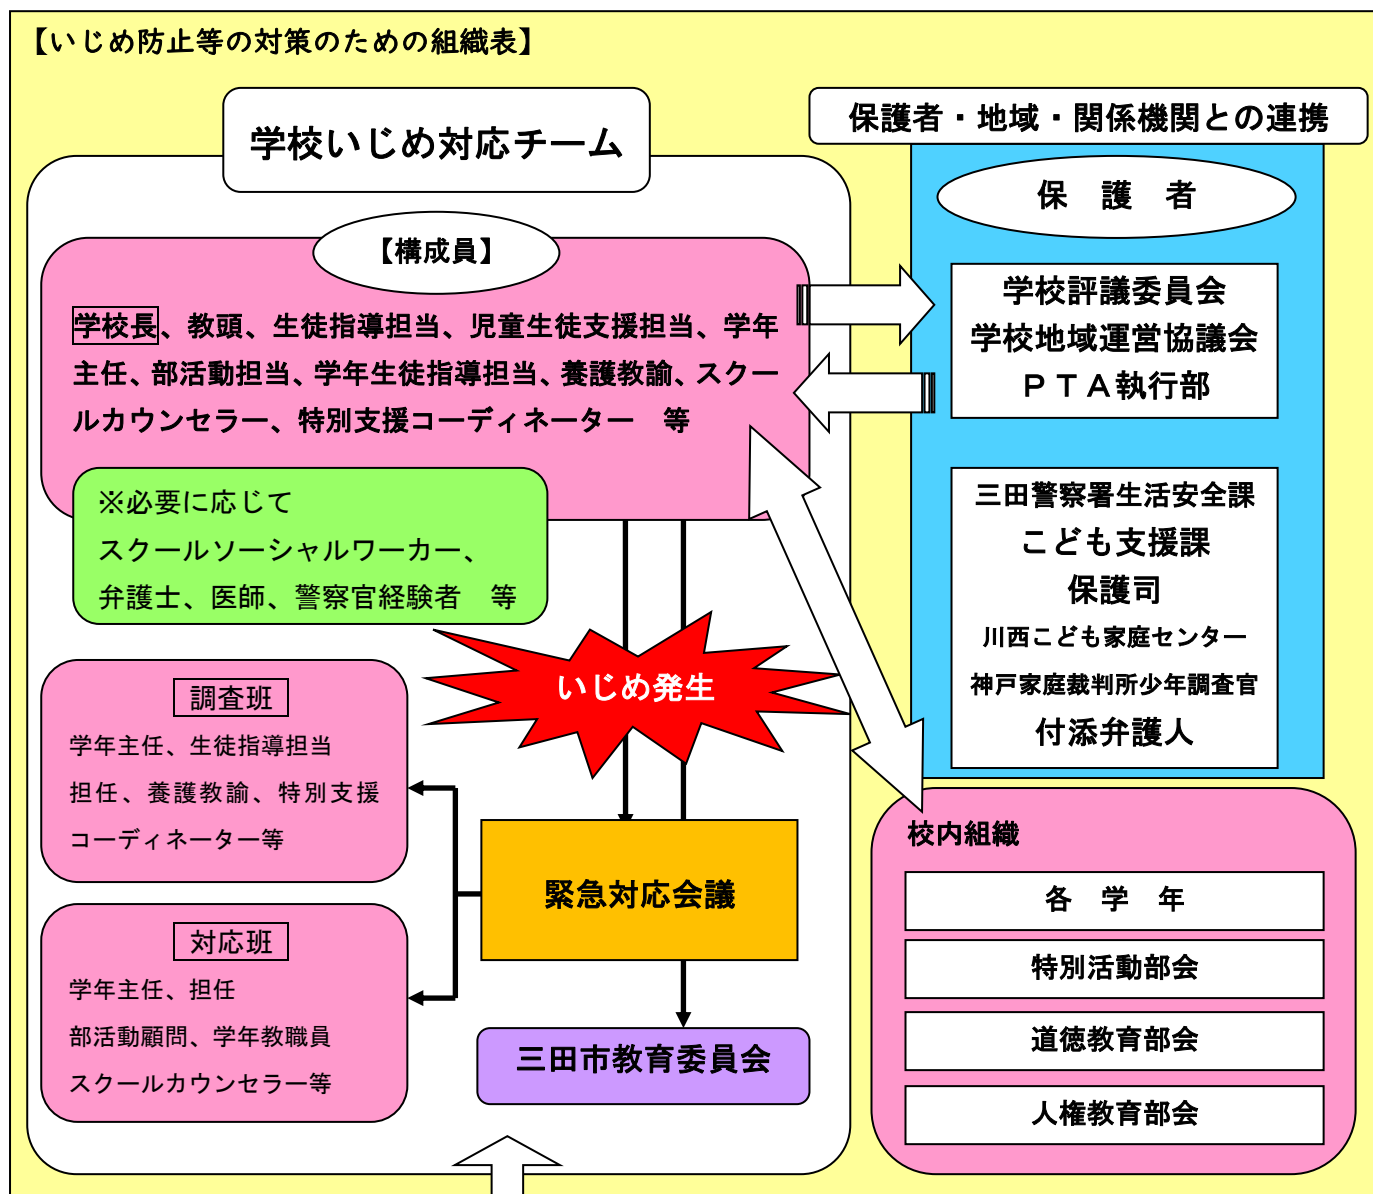 【いじめ防止等の対策のための組織表】
学校いじめ対応チーム
【構成員】
学校長、教頭、生徒指導担当、児童生徒支援担当、学年
主任、部活動担当、学年生徒指導担当、養護教諭、スクー
ルカウンセラー、特別支援コーディネーター　等
※必要に応じて
スクールソーシャルワーカー、
弁護士、医師、警察官経験者　等
いじめ発生
調査班
学年主任、生徒指導担当
担任、養護教諭、特別支援
コーディネーター等
対応班
学年主任、担任
部活動顧問、学年教職員
スクールカウンセラー等
緊急対応会議
三田市教育委員会
保護者・地域・関係機関との連携
保　護　者
学校評議委員会
学校地域運営協議会
ＰＴＡ執行部
三田警察署生活安全課
こども支援課
保護司
川西こども家庭センター
神戸家庭裁判所少年調査官
付添弁護人
校内組織
各　学　年
特別活動部会
道徳教育部会
人権教育部会